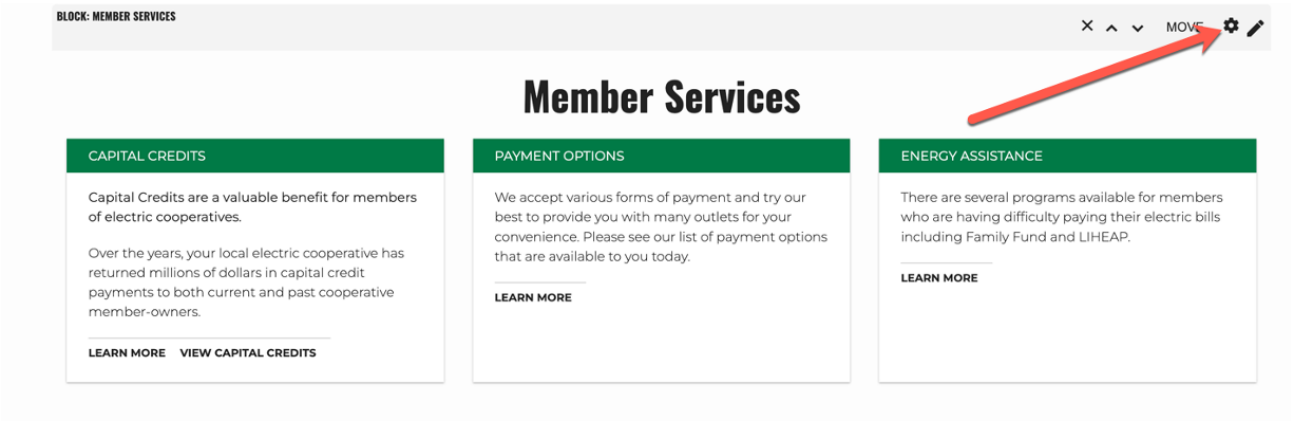 BLOCK: MEMBER SERVICES
MOVE
Member Services
CAPITAL CREDITS
Capital Credits are a valuable benefit for members
of electric cooperatives.
Over the years, your local electric cooperative has
returned millions of dollars in capital credit
payments to both current and past cooperative
member-owners.
LEARN MORE VIEW CAPITAL CREDITS
PAYMENT OPTIONS
We accept various forms of payment and try our
best to provide you with many outlets for your
convenience. Please see our list of payment options
that are available to you today.
LEARN MORE
ENERGY ASSISTANCE
There are several programs available for members
who are having difficulty paying their electric bills
including Family Fund and LIHEAP.
LEARN MORE